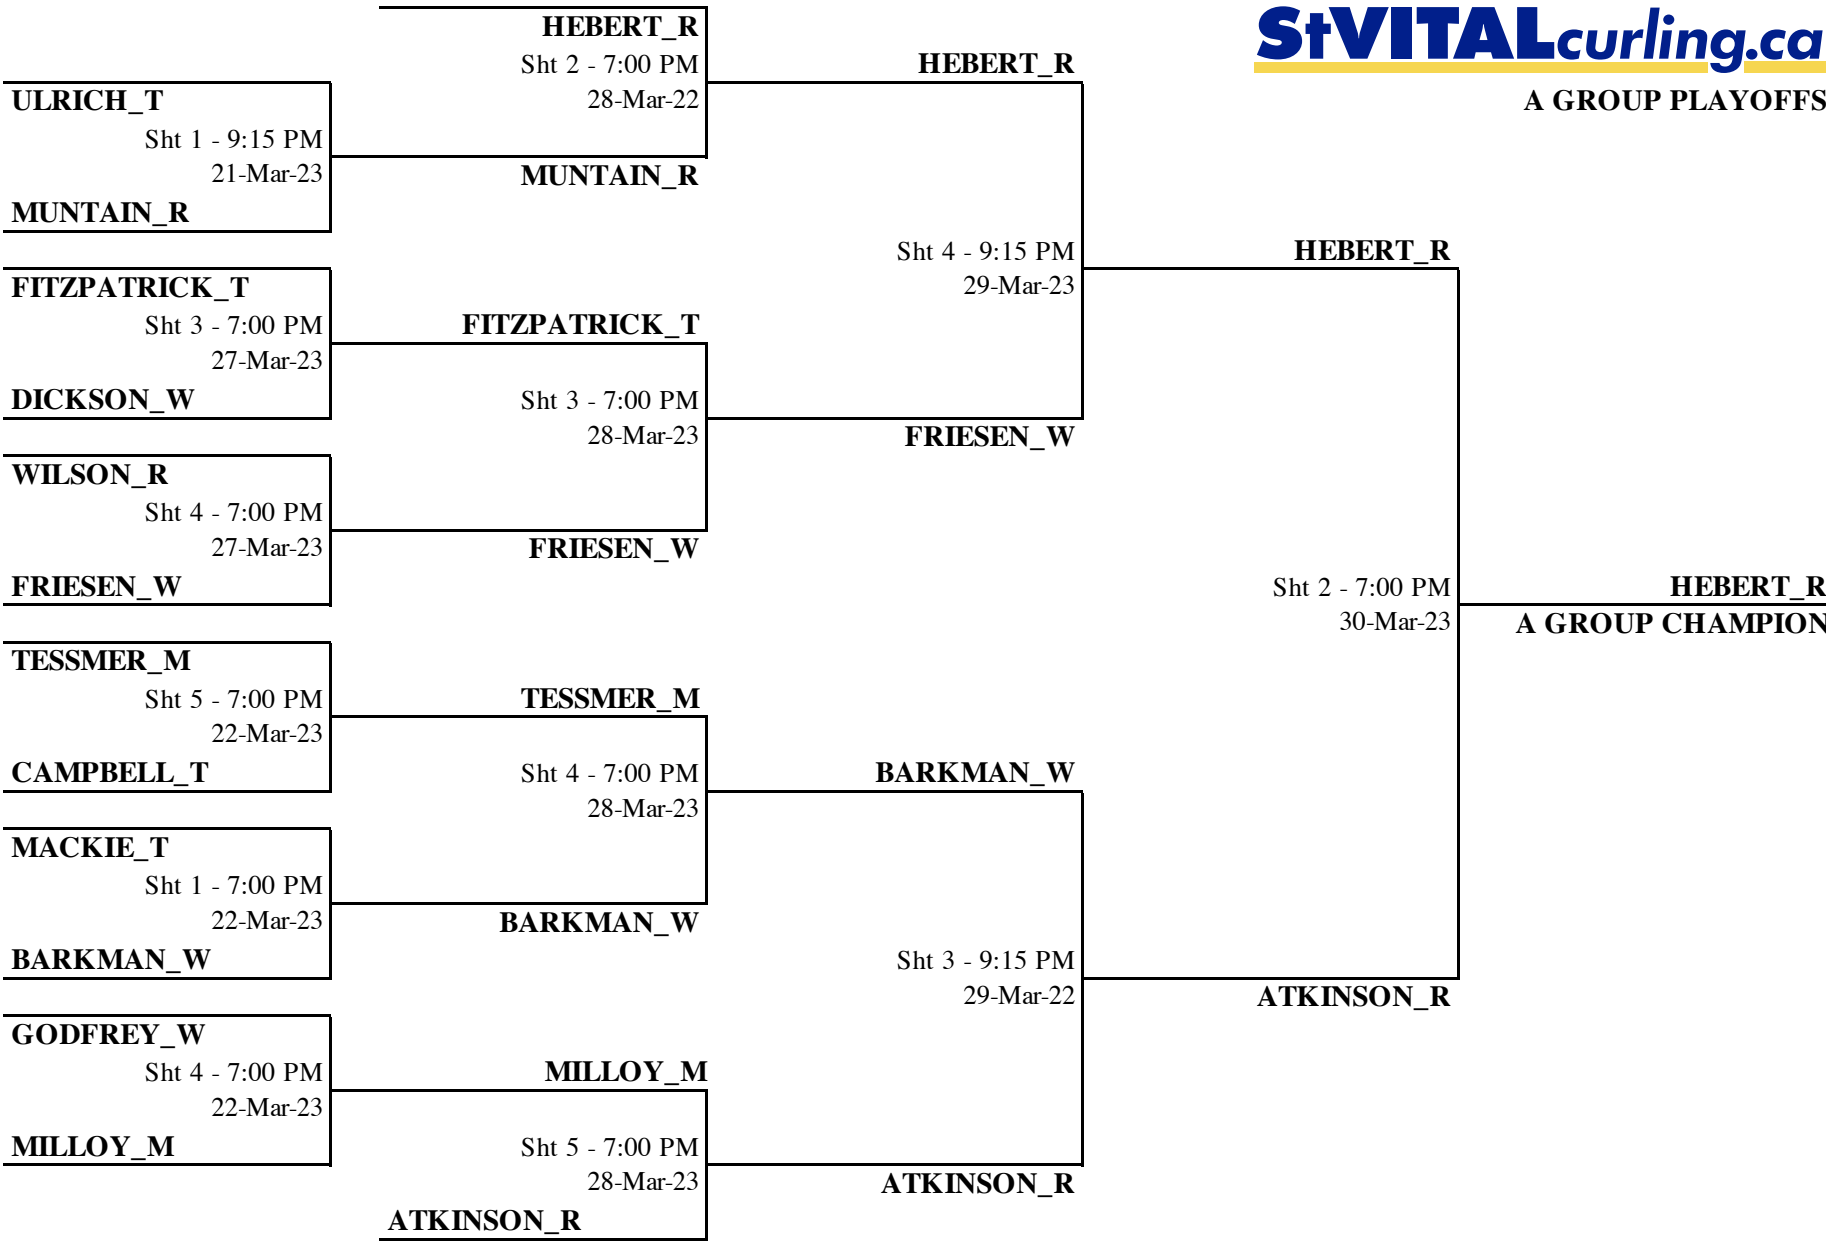 HEBERT_R
Sht 2 - 7:00 PM
28-Mar-22
HEBERT_R
StVITALcurling.ca
A GROUP PLAYOFFS
ULRICH_T
Sht 1 - 9:15 PM
21-Mar-23
MUNTAIN_R
MUNTAIN_R
Sht 4 - 9:15 PM
29-Mar-23
HEBERT_R
FITZPATRICK_T
Sht 3 - 7:00 PM
27-Mar-23
FITZPATRICK_T
DICKSON_W
Sht 3 - 7:00 PM
28-Mar-23
FRIESEN_W
WILSON_R
Sht 4 - 7:00 PM
27-Mar-23
FRIESEN_W
FRIESEN_W
Sht 2 - 7:00 PM
30-Mar-23
HEBERT_R
A GROUP CHAMPION
TESSMER_M
Sht 5 - 7:00 PM
22-Mar-23
TESSMER_M
CAMPBELL_T
Sht 4 - 7:00 PM
28-Mar-23
BARKMAN_W
MACKIE_T
Sht 1 - 7:00 PM
22-Mar-23
BARKMAN_W
BARKMAN_W
Sht 3 - 9:15 PM
29-Mar-22
ATKINSON_R
GODFREY_W
Sht 4 - 7:00 PM
22-Mar-23
MILLOY_M
MILLOY_M
Sht 5 - 7:00 PM
28-Mar-23
ATKINSON_R
ATKINSON_R